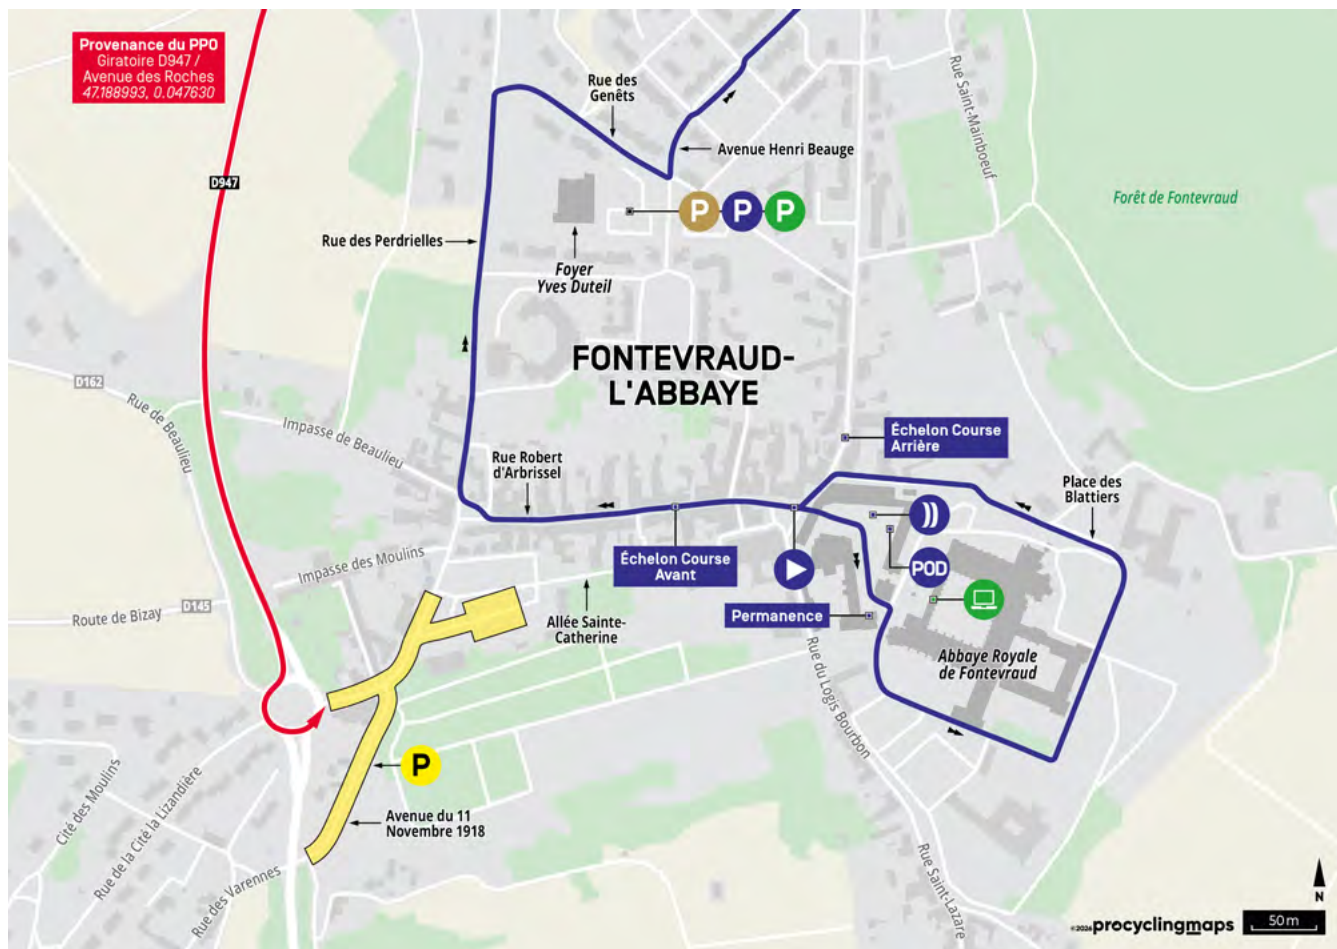 Provenance du PPO
Giratoire D947 /
Avenue des Roches
47.188993, 0.047630
Rue des
Genêts
Rue Saint-Mainboeuf
Avenue Henri Beauge
D947
Forêt de Fontevraud
P
P
P
Rue des Perdrielles
Foyer
Yves Duteil
FONTEVRAUD-
L'ABBAYE
D162
Rue de Beaulieu
Impasse de Beaulieu
Échelon Course
Arrière
Rue Robert
d'Arbrissel
Place des
Blattiers
Impasse des Moulins
Échelon Course
Avant
POD
Route de Bizay
D145
Allée Sainte-
Catherine
Permanence
Abbaye Royale
de Fontevraud
Rue du Logis Bourbon
P
Cité des Moulins
Rue de la Cité la Lizandière
Avenue du 11
Novembre 1918
Rue des Varennes
Rue Saint-Lazare
N
©2026 procyclingmaps
50 m